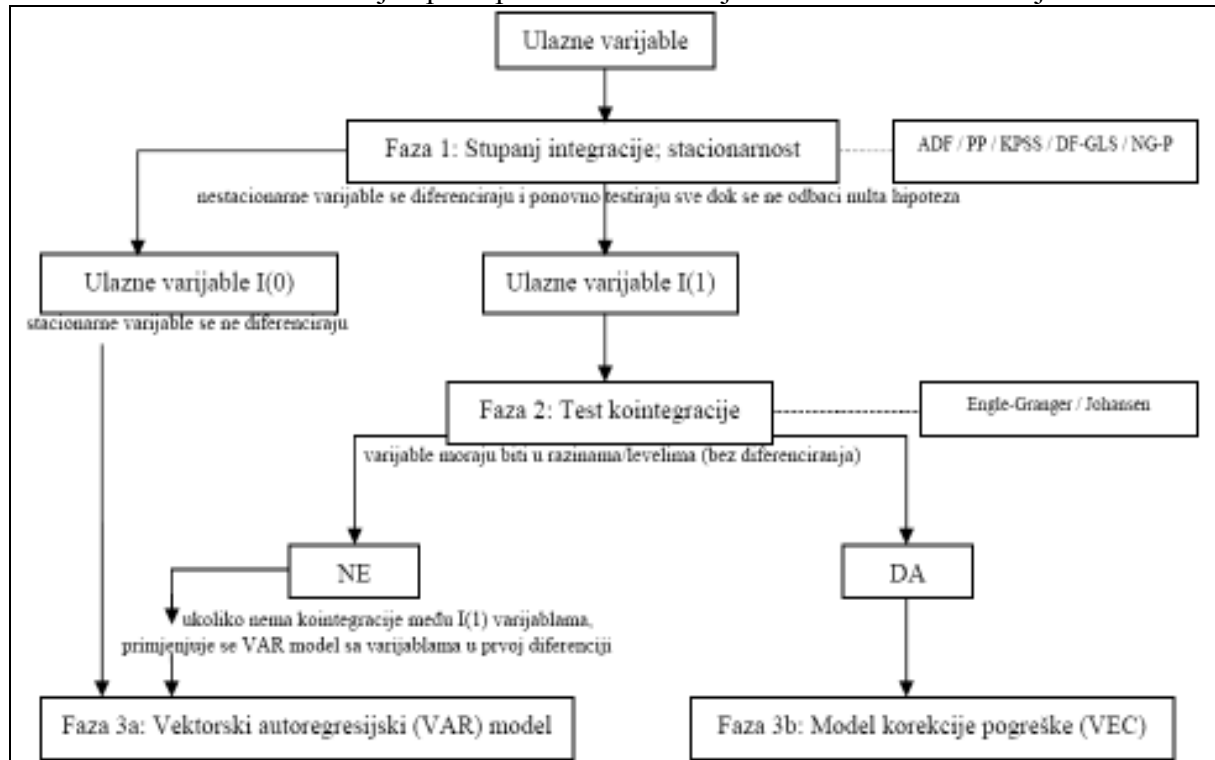 Ulazne varijable
Faza 1: Stupanj integracije; stacionarnost
ADF / PP / KPSS / DF-GLS / NG-P
nestacionarne varijable se diferenciraju i ponovno testiraju sve dok se ne odbaci nulta hipoteza
Ulazne varijable I(0)
Ulazne varijable I(1)
stacionarne varijable se ne diferenciraju
Faza 2: Test kointegracije
Engle-Granger / Johansen
varijable moraju biti u razinama/levelima (bez diferenciranja)
NE
DA
ukoliko nema kointegracije među I(1) varijablama,
primjenjuje se VAR model sa varijablama u prvoj diferenciji
Faza 3a: Vektorski autoregresijski (VAR) model
Faza 3b: Model korekcije pogreške (VEC)